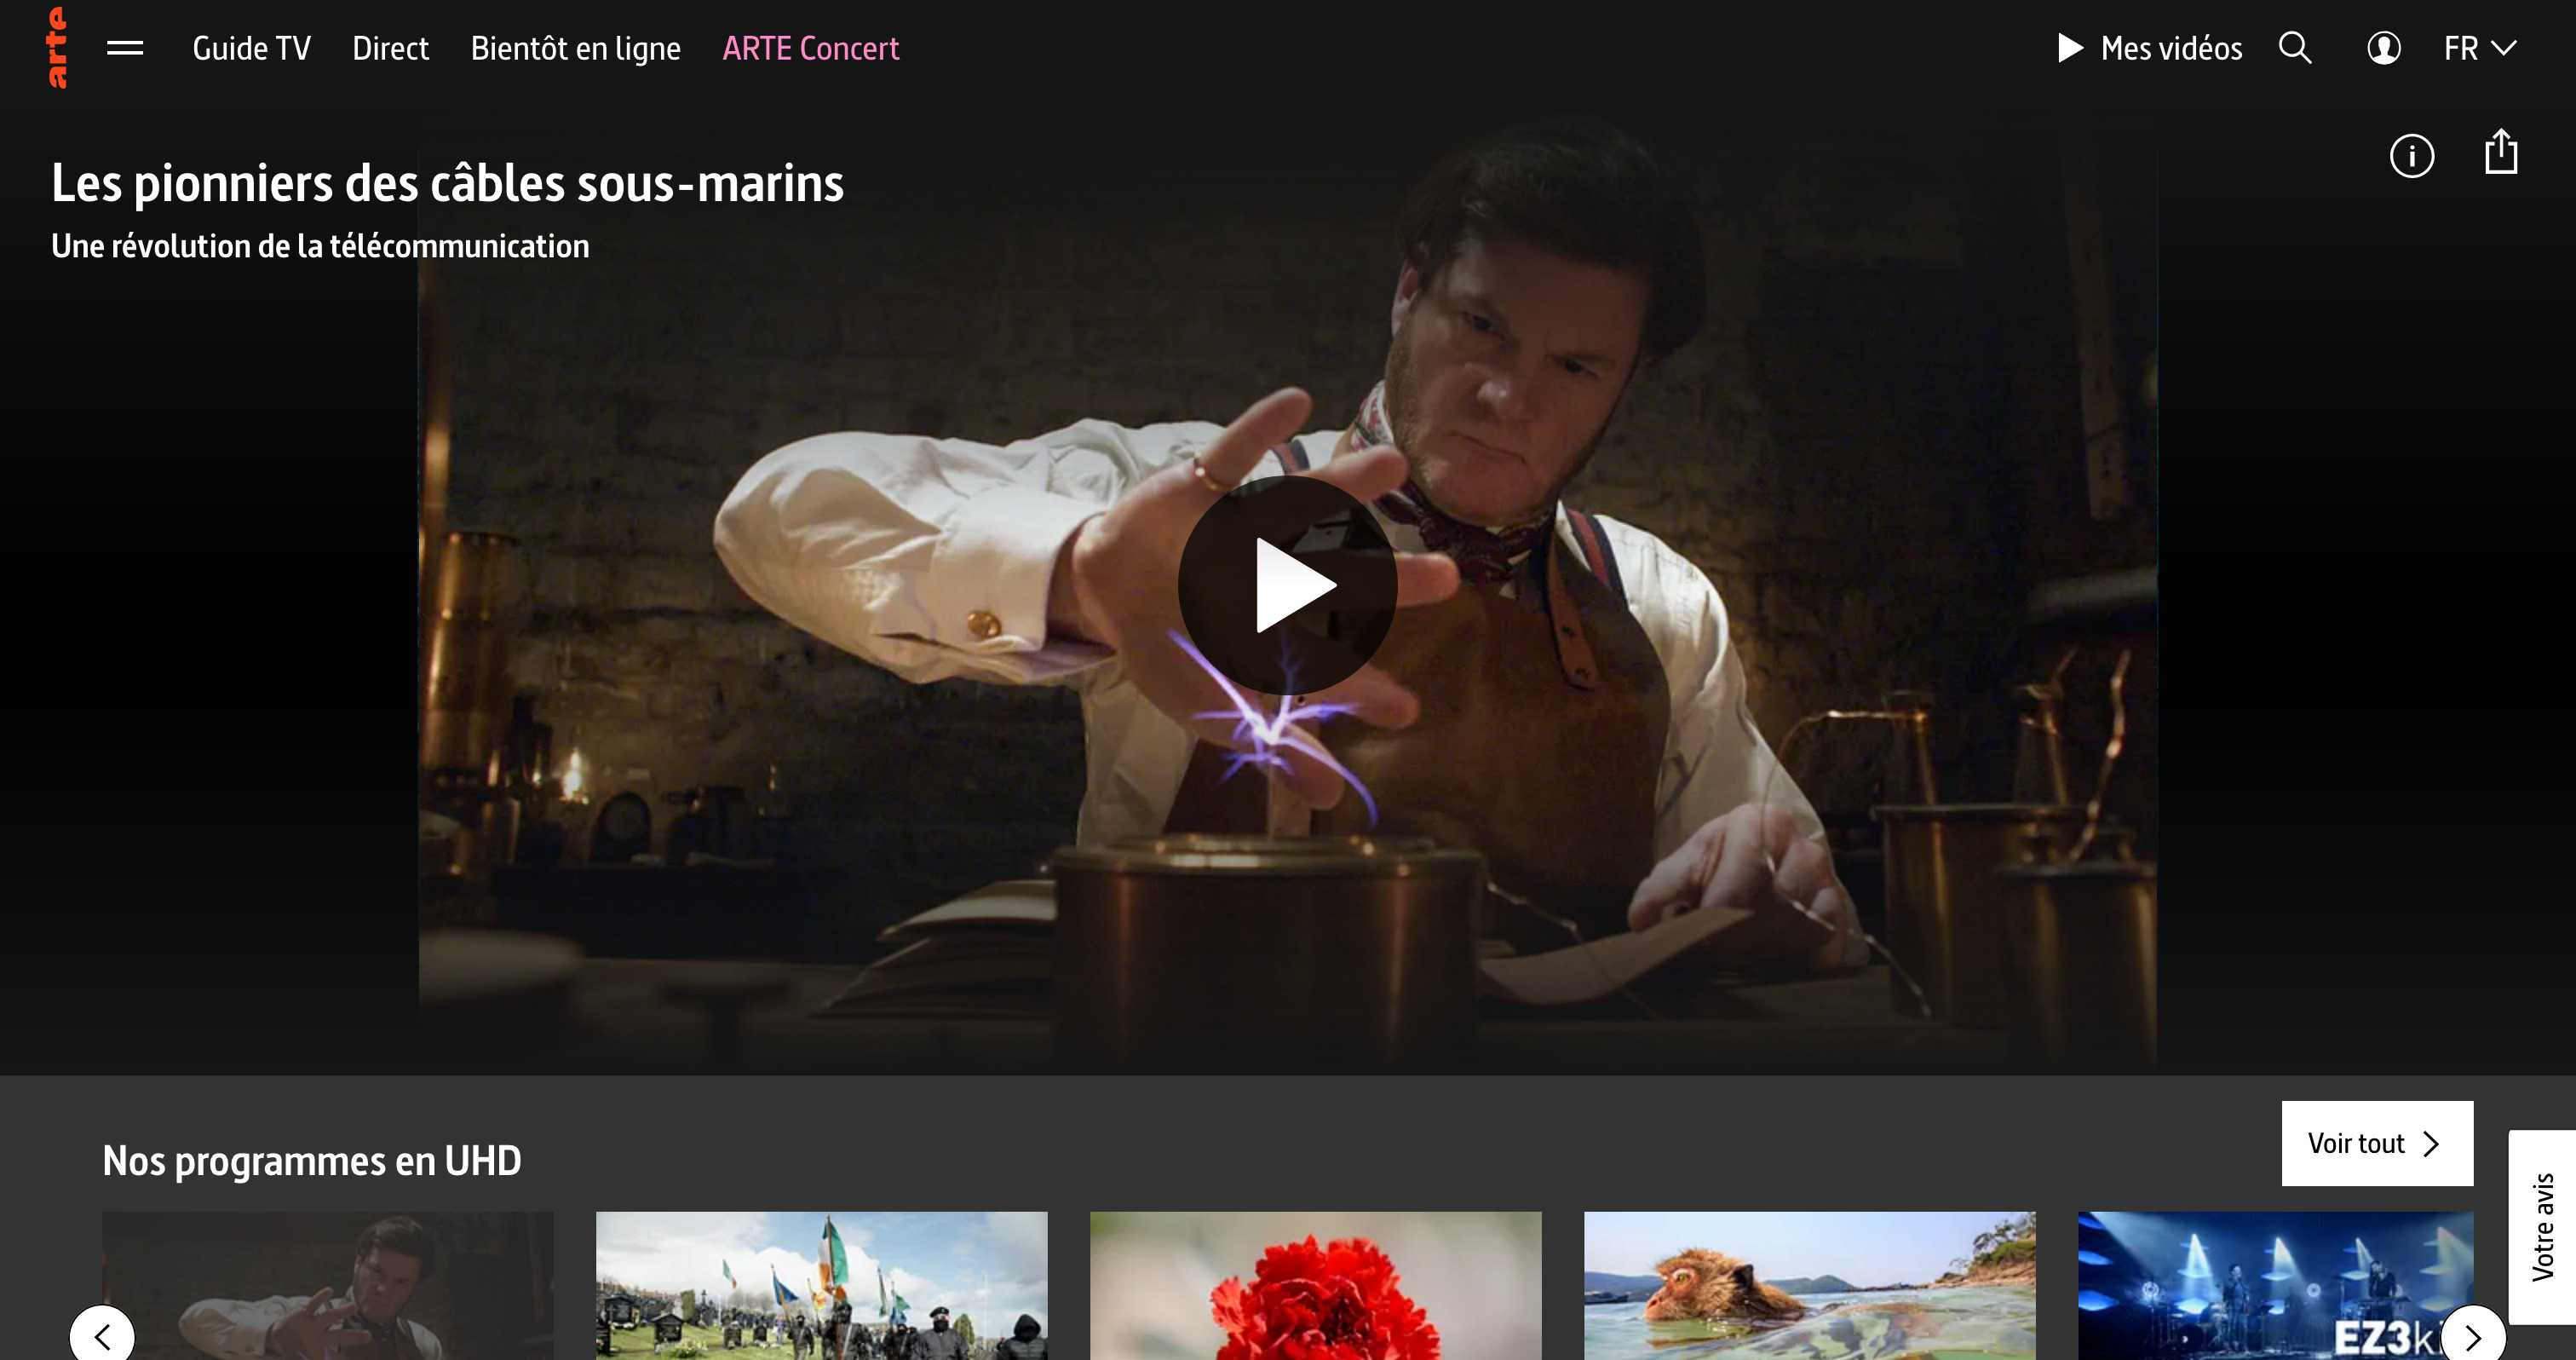 arte
Guide TV
Direct
Bientôt en ligne
ARTE Concert
Mes vidéos
FR
Les pionniers des câbles sous-marins
Une révolution de la télécommunication
Nos programmes en UHD
Voir tout
Votre avis
EZ3ki